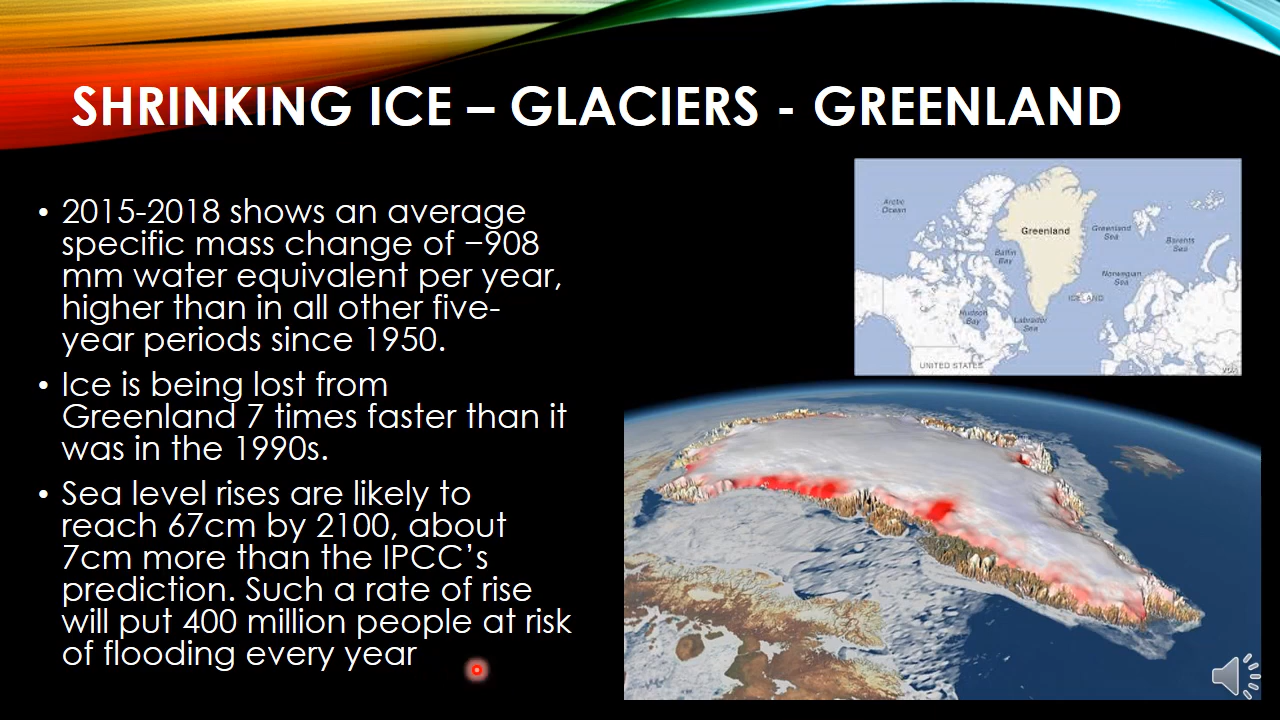 SHRINKING ICE – GLACIERS - GREENLAND
• 2015-2018 shows an average
specific mass change of −908
mm water equivalent per year,
higher than in all other five-
year periods since 1950.
• Ice is being lost from
Greenland 7 times faster than it
was in the 1990s.
• Sea level rises are likely to
reach 67cm by 2100, about
7cm more than the IPCC’s
prediction. Such a rate of rise
will put 400 million people at risk
of flooding every year
Arctic
Ocean
Greenland
Greenland
Sea
Barents
Sea
Baffin
Bay
Norwegian
Sea
ICELAND
Hudson
Bay
Labrador
Sea
UNITED STATES
VOA